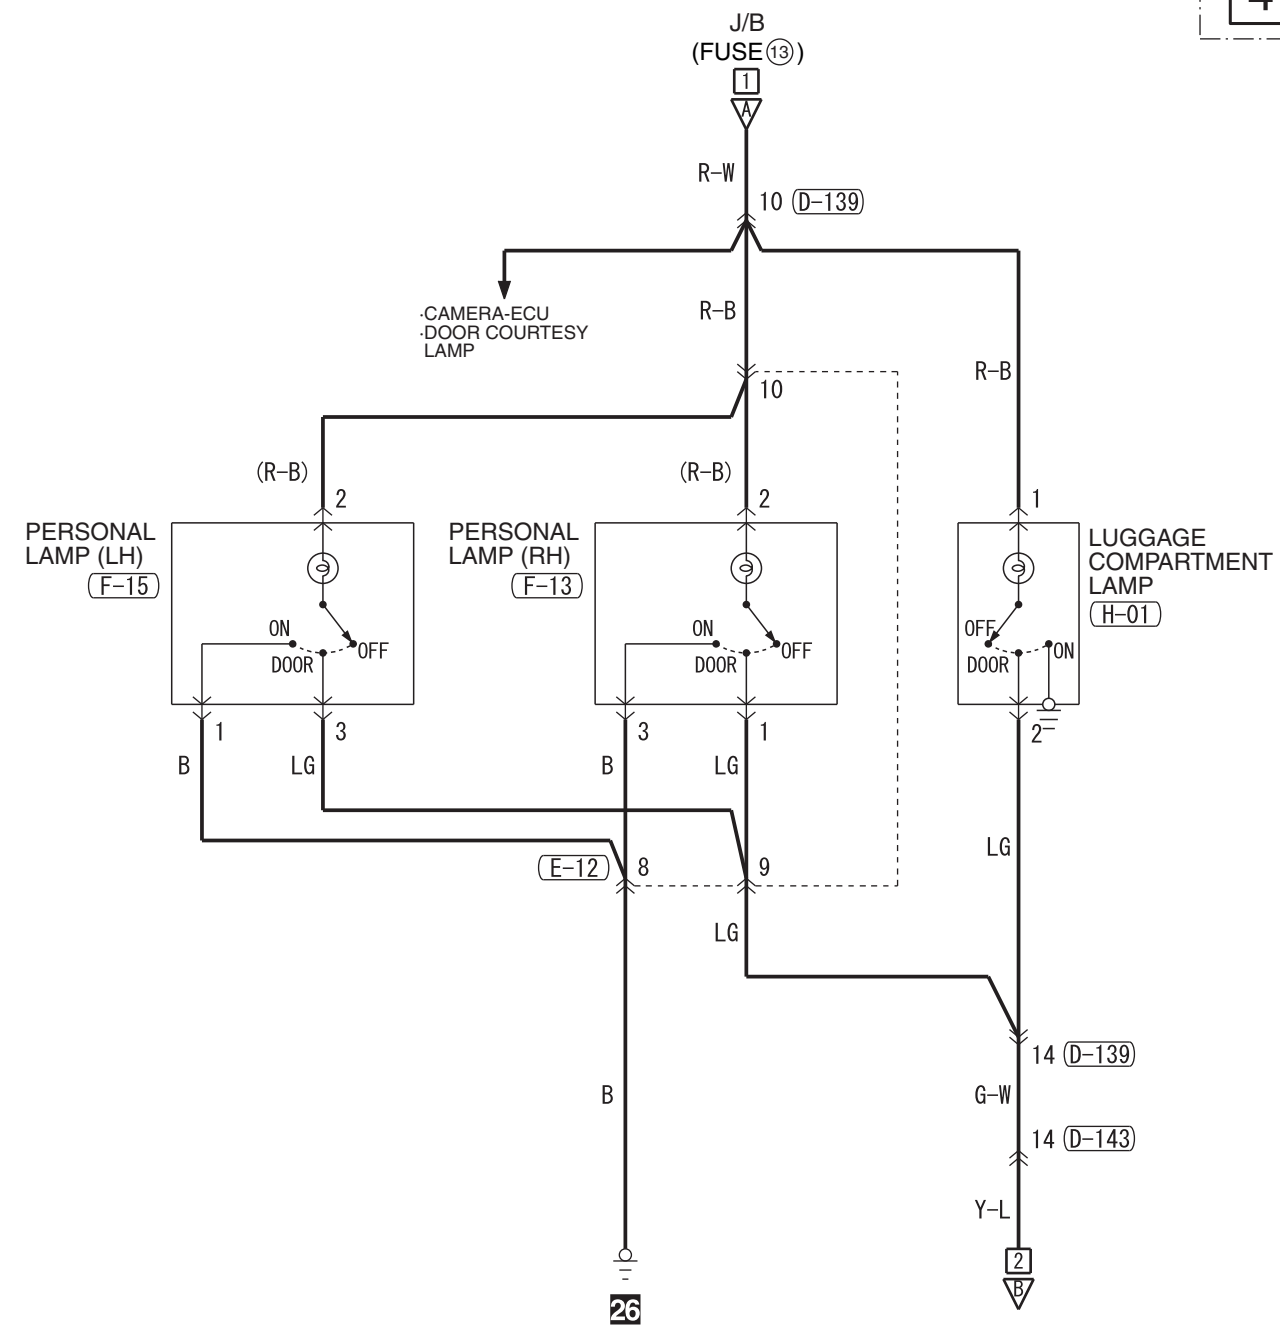 4
J/B
(FUSE⑬)
1
A
R-W
10 D-139
·CAMERA-ECU
·DOOR COURTESY
LAMP
R-B
R-B
10
(R-B)
(R-B)
2
2
1
PERSONAL
LAMP (LH)
F-15
PERSONAL
LAMP (RH)
F-13
LUGGAGE
COMPARTMENT
LAMP
H-01
ON
DOOR
OFF
ON
DOOR
OFF
OFF
DOOR
ON
1
3
3
1
2
B
LG
B
LG
LG
E-12
8
9
LG
14 D-139
B
G-W
14 D-143
Y-L
2
B
26